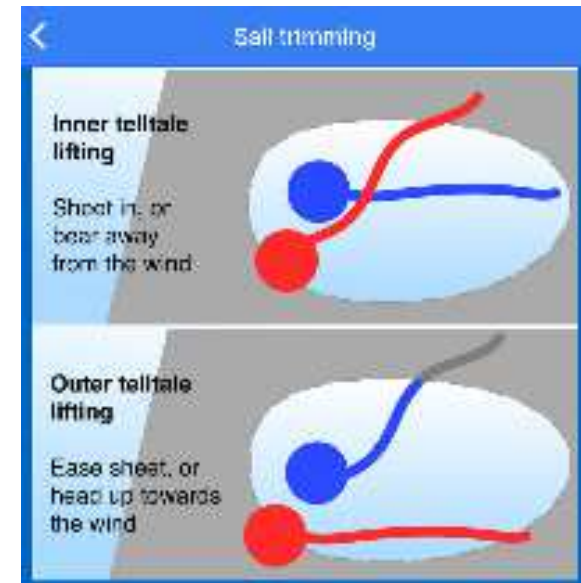 Sail trimming
Inner telltale
lifting
Sheet in, or
bear away
from the wind
Outer telltale
lifting
Ease sheet, or
head up towards
the wind